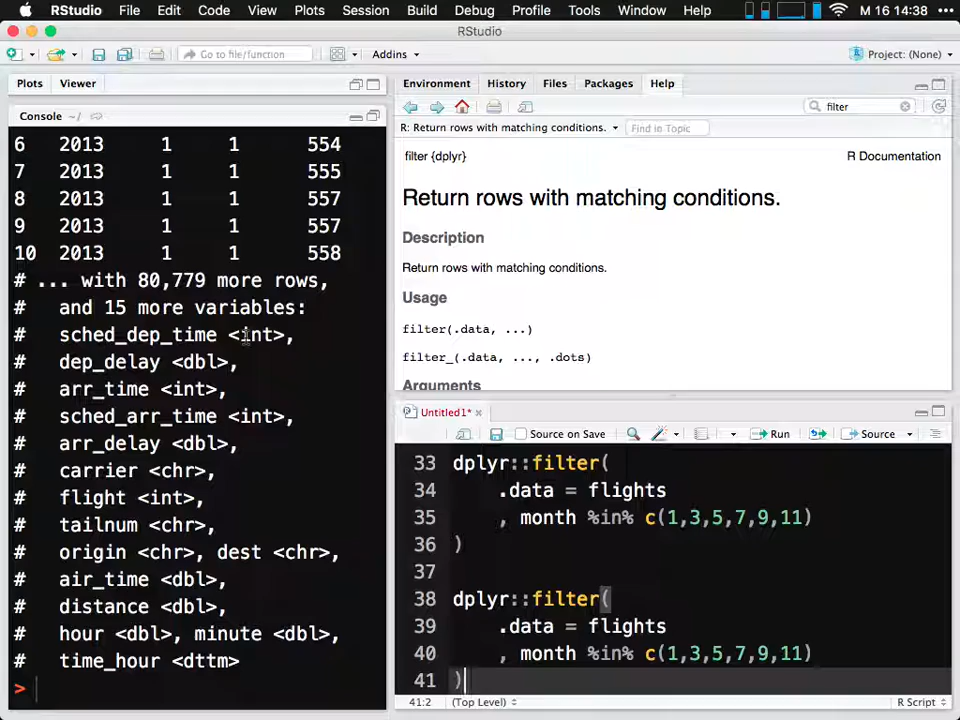 RStudio File Edit Code View Plots Session Build Debug Profile Tools Window Help M 16 14:38
RStudio
Go to file/function Addins Project: (None)
Plots Viewer
Console ~/
6 2013 1 1 554
7 2013 1 1 555
8 2013 1 1 557
9 2013 1 1 557
10 2013 1 1 558
# ... with 80,779 more rows,
# and 15 more variables:
# sched_dep_time <int>,
# dep_delay <dbl>,
# arr_time <int>,
# sched_arr_time <int>,
# arr_delay <dbl>,
# carrier <chr>,
# flight <int>,
# tailnum <chr>,
# origin <chr>, dest <chr>,
# air_time <dbl>,
# distance <dbl>,
# hour <dbl>, minute <dbl>,
# time_hour <dttm>
>
Environment History Files Packages Help
filter
R: Return rows with matching conditions. Find in Topic
filter {dplyr} R Documentation
Return rows with matching conditions.
Description
Return rows with matching conditions.
Usage
filter(.data, ...)
filter_(.data, ..., .dots)
Arguments
Untitled1*
Source on Save Run Source
33 dplyr::filter(
34 .data = flights
35 , month %in% c(1,3,5,7,9,11)
36 )
37
38 dplyr::filter(
39 .data = flights
40 , month %in% c(1,3,5,7,9,11)
41 )
41:2 (Top Level) R Script